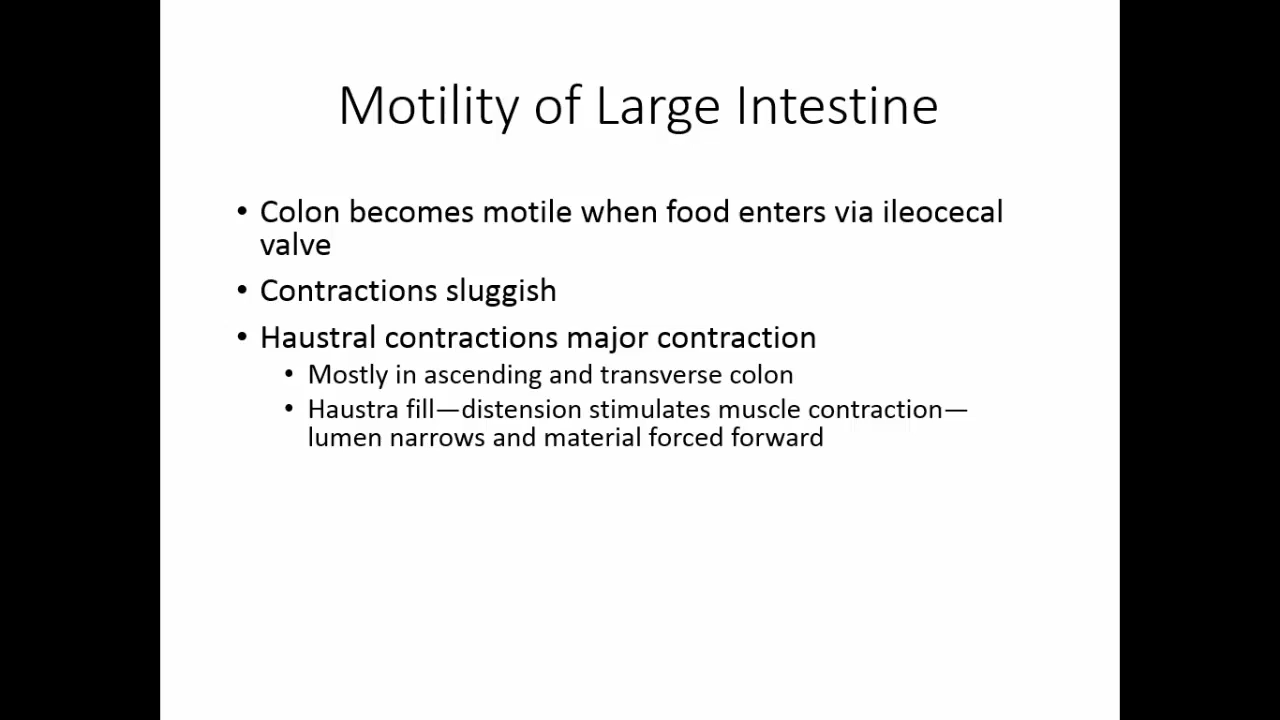 Motility of Large Intestine
• Colon becomes motile when food enters via ileocecal
valve
• Contractions sluggish
• Haustral contractions major contraction
• Mostly in ascending and transverse colon
• Haustra fill—distension stimulates muscle contraction—
lumen narrows and material forced forward